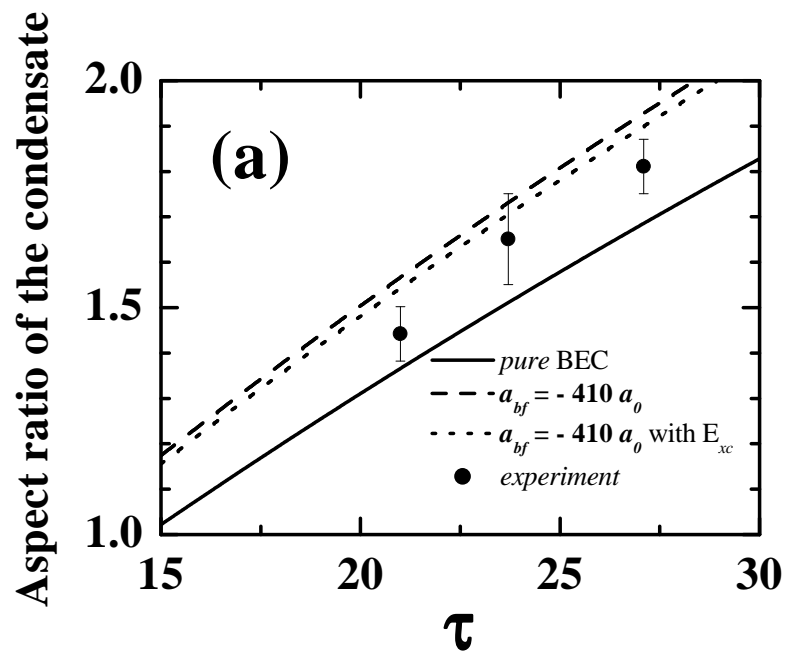 Aspect ratio of the condensate
2.0
(a)
1.5
pure BEC
a_bf = - 410 a_0
a_bf = - 410 a_0 with E_xc
experiment
1.0
15 20 25 30
τ